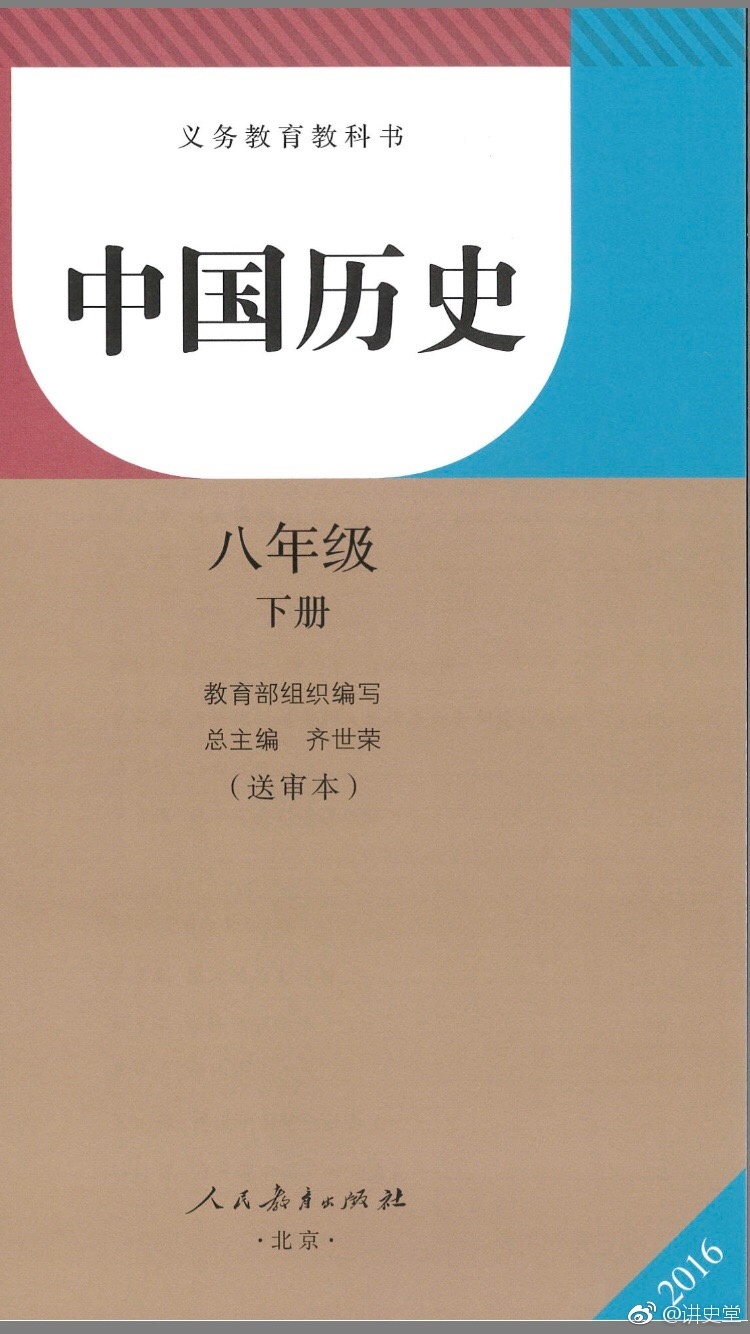 义务教育教科书
中国历史
八年级
下册
教育部组织编写
总主编 齐世荣
（送审本）
人民教育出版社
·北京·
2016
@讲史堂